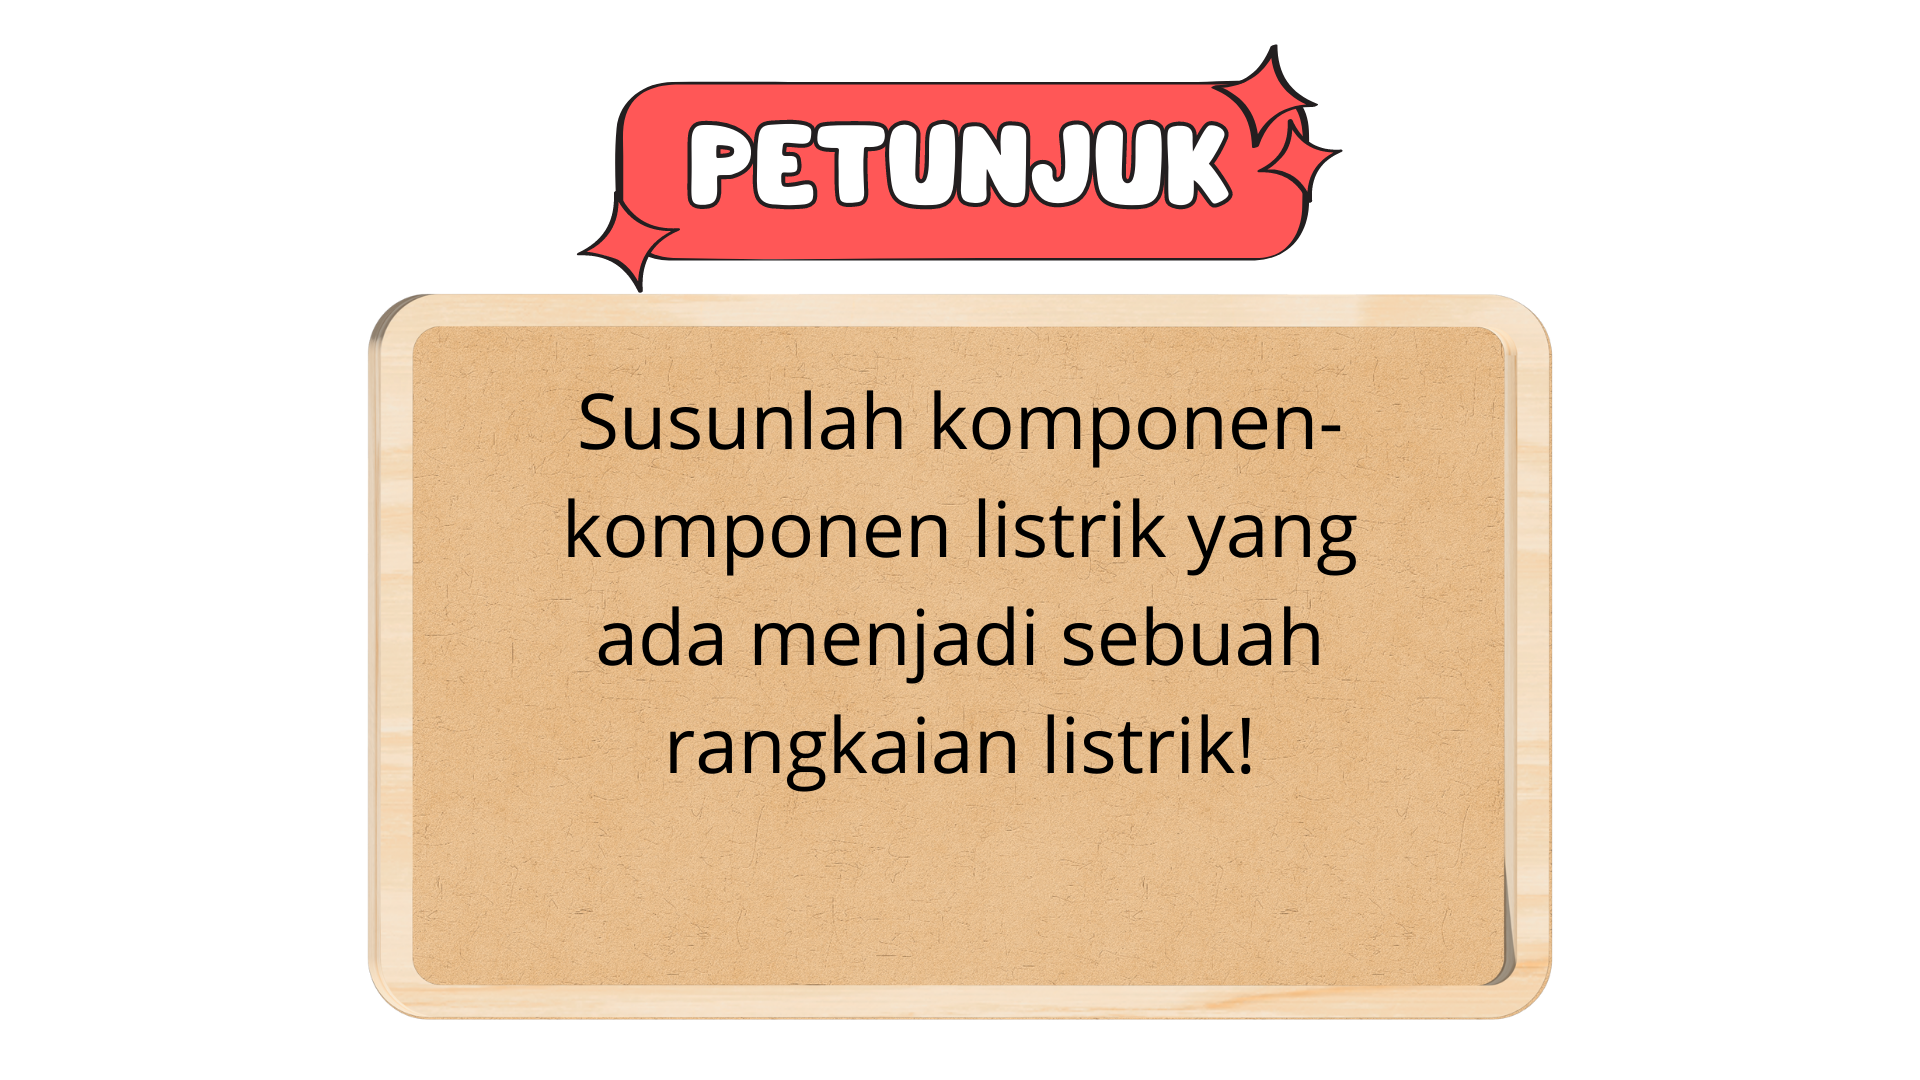 PETUNJUK
Susunlah komponen-
komponen listrik yang
ada menjadi sebuah
rangkaian listrik!